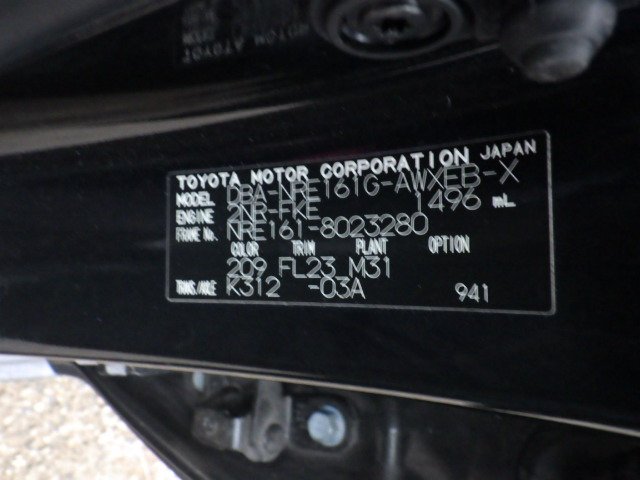 TOYOTA MOTOR CORPORATION JAPAN
MODEL DBA-NRE161G-AWXEB-X
ENGINE 2NR-FKE 1496 mL
FRAME No. NRE161-8023280
COLOR TRIM PLANT OPTION
209 FL23 M31
TRANS/AXLE K312 -03A 941